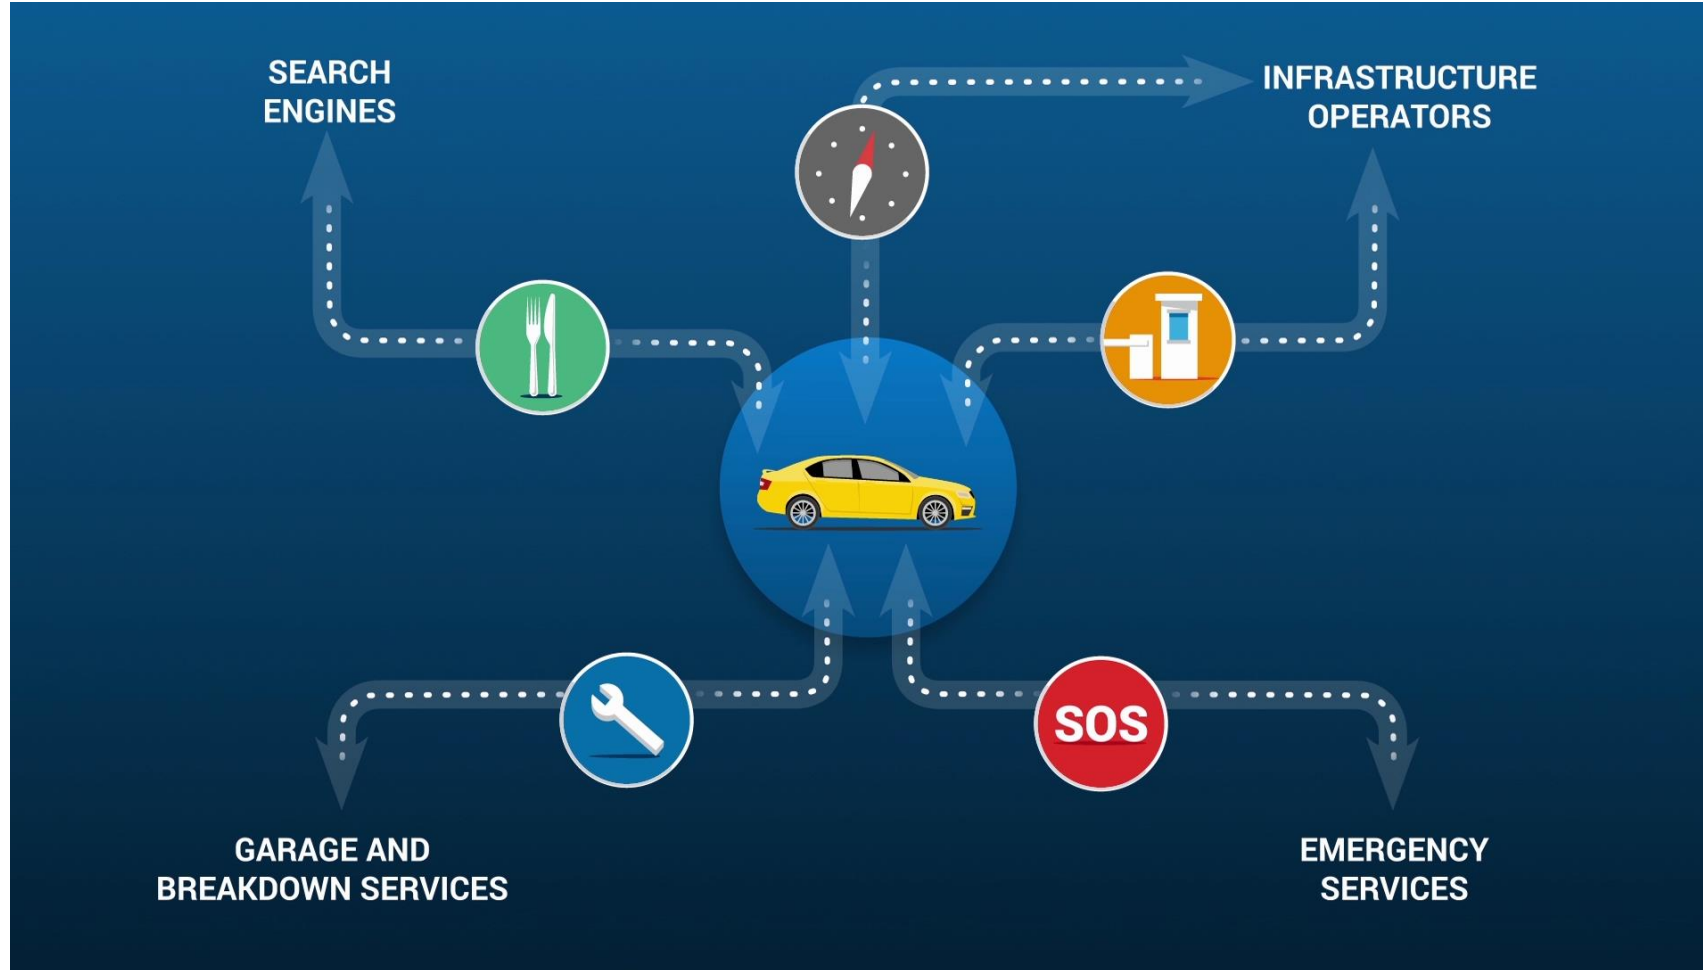 SEARCH
ENGINES
INFRASTRUCTURE
OPERATORS
SOS
GARAGE AND
BREAKDOWN SERVICES
EMERGENCY
SERVICES